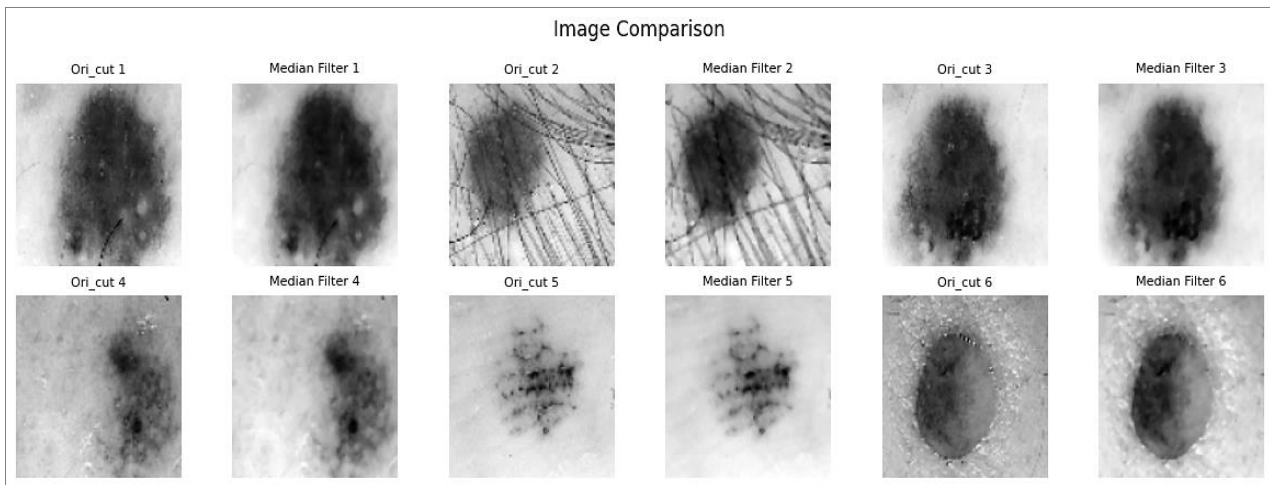 Image Comparison
Ori_cut 1 Median Filter 1 Ori_cut 2 Median Filter 2 Ori_cut 3 Median Filter 3
Ori_cut 4 Median Filter 4 Ori_cut 5 Median Filter 5 Ori_cut 6 Median Filter 6